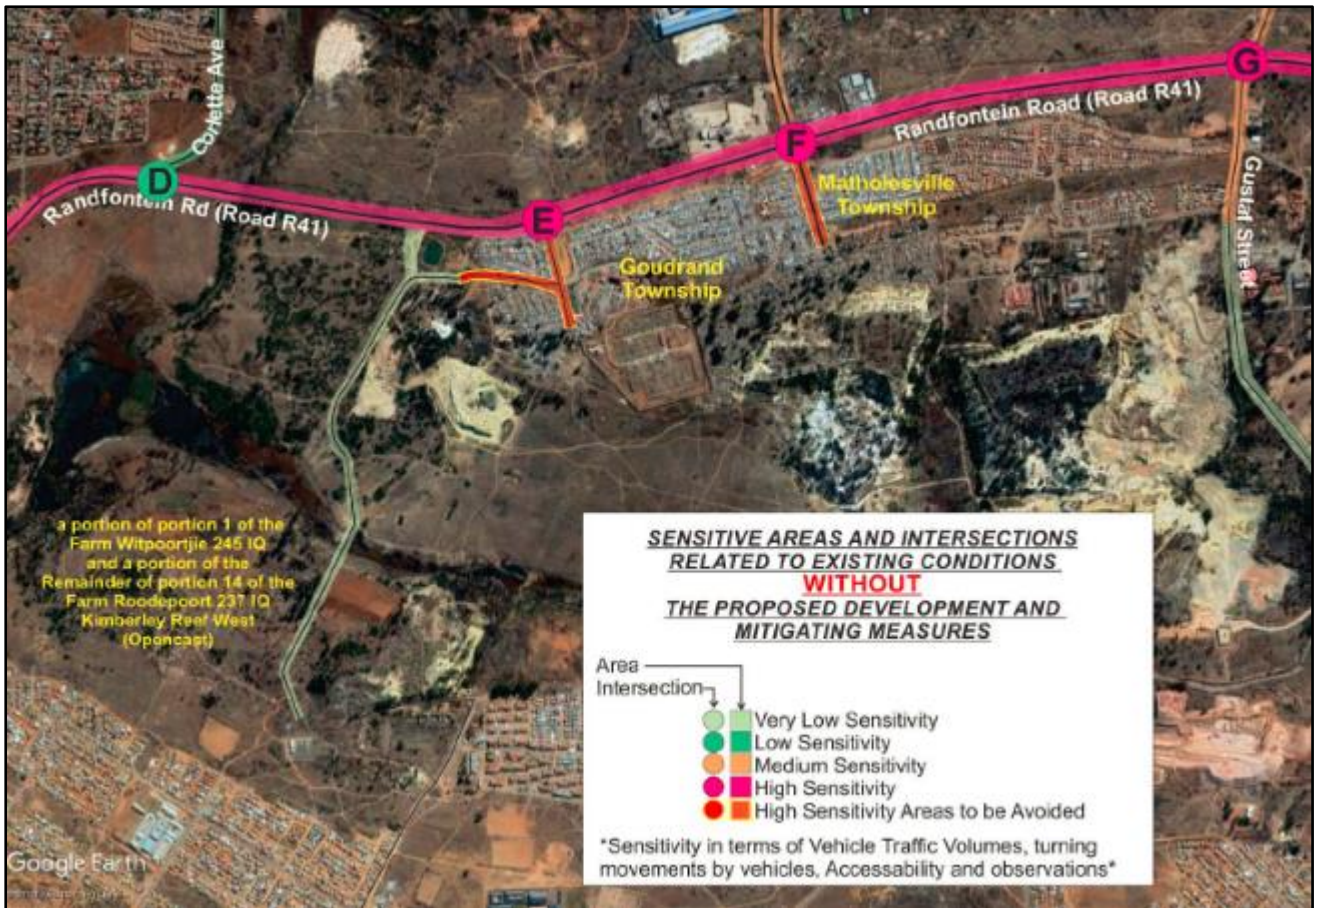 Corlette Ave
D
Randfontein Rd (Road R41)
E
F
G
Randfontein Road (Road R41)
Matholesville
Township
Gustaf Street
Goudrand
Township
a portion of portion 1 of the
Farm Witpoortjie 245 IQ
and a portion of the
Remainder of portion 14 of the
Farm Roodepoort 237 IQ
Kimberley Reef West
(Opencast)
SENSITIVE AREAS AND INTERSECTIONS
RELATED TO EXISTING CONDITIONS
WITHOUT
THE PROPOSED DEVELOPMENT AND
MITIGATING MEASURES
Area
Intersection
Very Low Sensitivity
Low Sensitivity
Medium Sensitivity
High Sensitivity
High Sensitivity Areas to be Avoided
*Sensitivity in terms of Vehicle Traffic Volumes, turning
movements by vehicles, Accessability and observations*
Google Earth